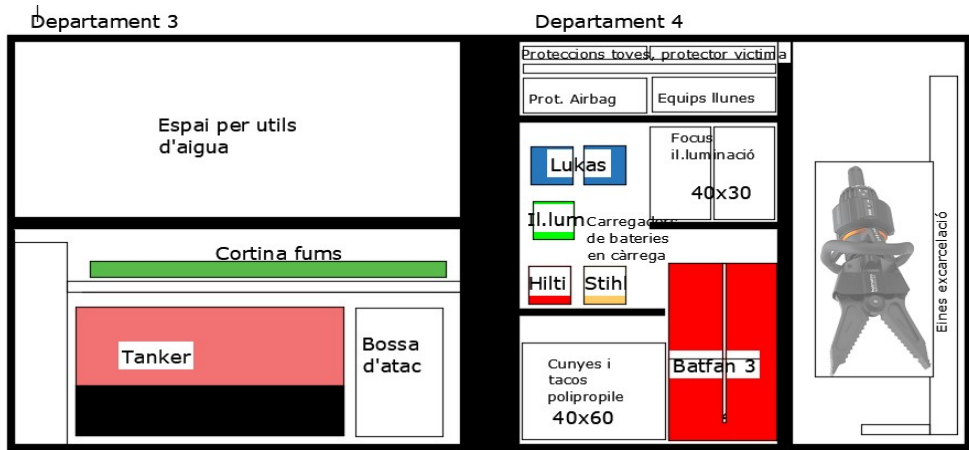 Departament 3
Departament 4
Espai per utils
d'aigua
Cortina fums
Tanker
Bossa
d'atac
Proteccions toves, protector victima
Prot. Airbag
Equips llunes
Lukas
Focus
il.luminació
40x30
Il.lum
Carregadors
de bateries
en càrrega
Hilti
Stihl
Cunyes i
tacos
polipropile
40x60
Batfan 3
Eines excarcelació